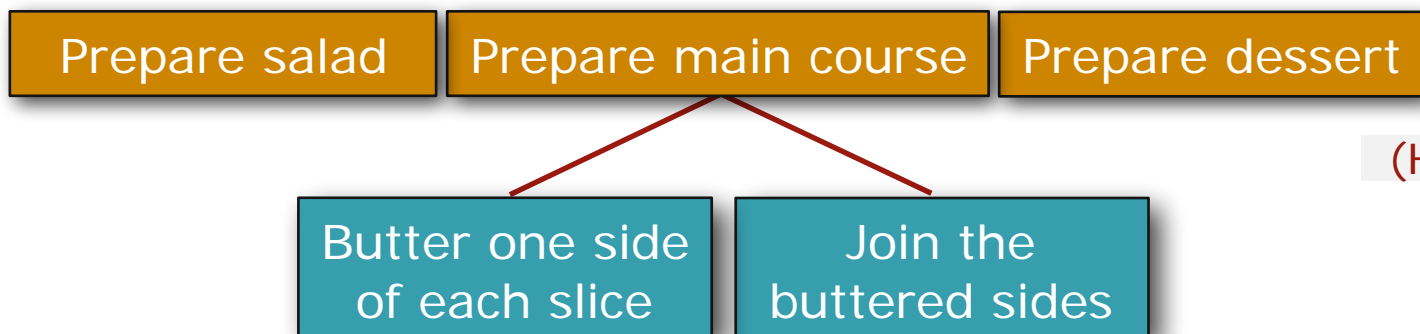 Prepare salad
Prepare main course
Prepare dessert
(H
Butter one side
of each slice
Join the
buttered sides